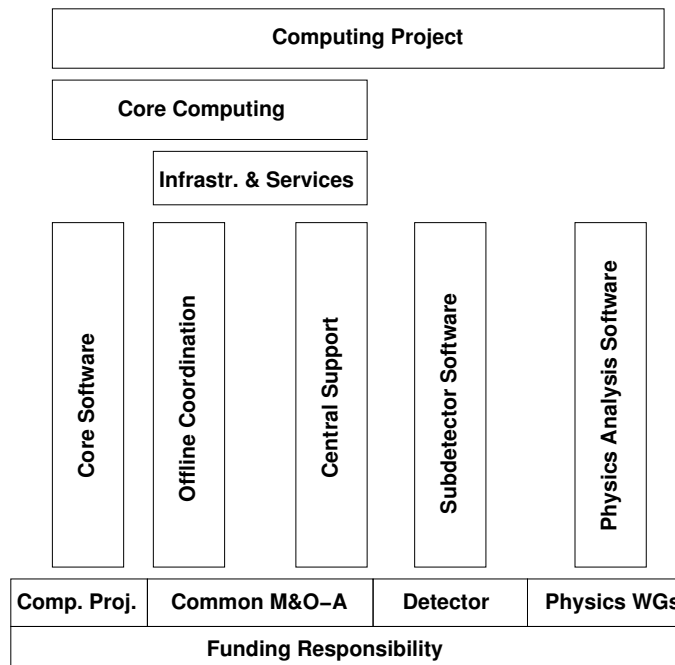 Computing Project
Core Computing
Infrastr. & Services
Core Software
Offline Coordination
Central Support
Subdetector Software
Physics Analysis Software
Comp. Proj.
Common M&O−A
Detector
Physics WGs
Funding Responsibility